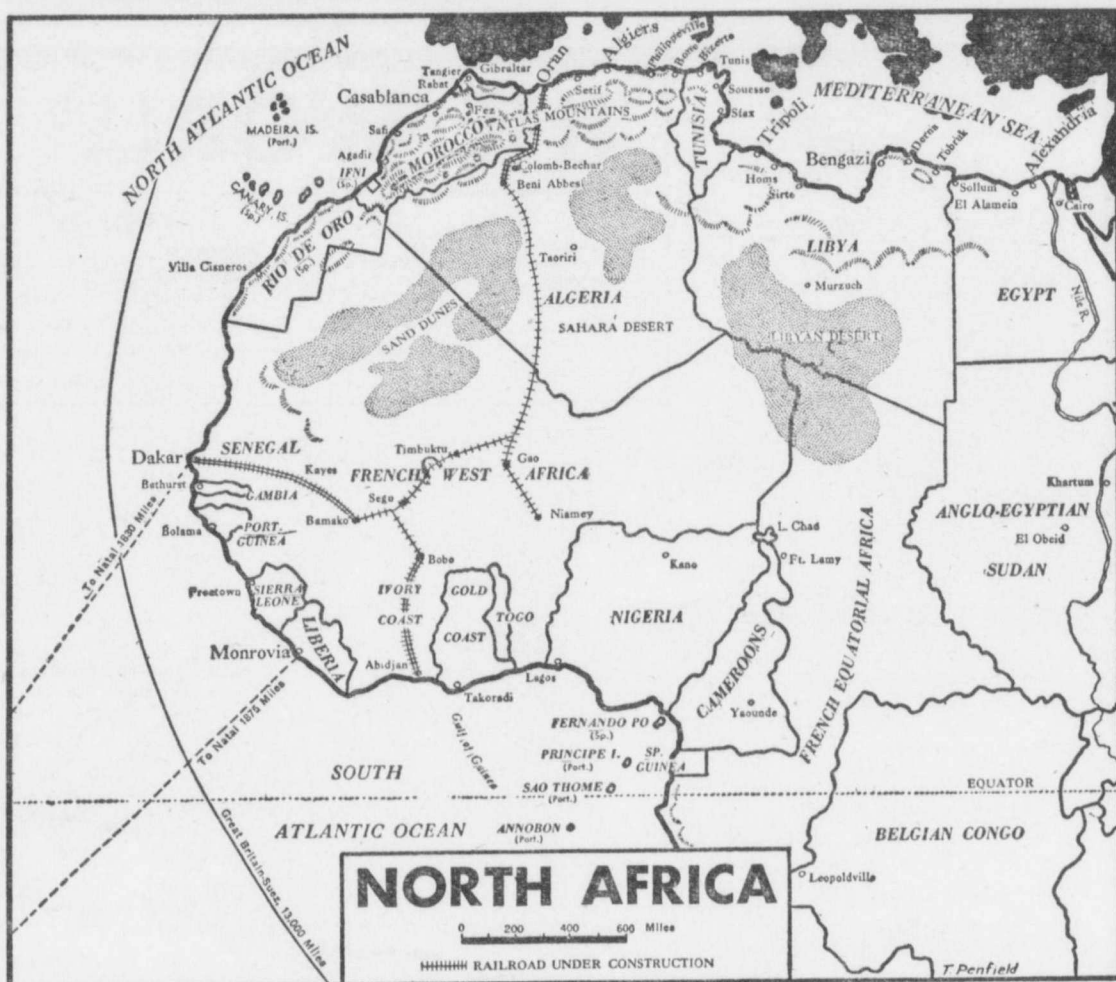 NORTH ATLANTIC OCEAN
MADEIRA IS.
(Port.)
CANARY IS.
(Sp.)
Tangier
Gibraltar
Rabat
Casablanca
Fez
Safi
Agadir
IFNI
(Sp.)
MOROCCO
ATLAS MOUNTAINS
Oran
Algiers
Setif
Philippeville
Bone
Bizerte
Tunis
Sousse
Sfax
TUNISIA
Tripoli
MEDITERRANEAN SEA
Homs
Sirte
Bengazi
Derna
Tobruk
Sollum
El Alamein
Alexandria
Cairo
Nile R.
Colomb-Bechar
Beni Abbes
RIO DE ORO
(Sp.)
Villa Cisneros
Taoriri
ALGERIA
SAHARA DESERT
SAND DUNES
LIBYA
Murzuch
LIBYAN DESERT
EGYPT
SENEGAL
Dakar
Bethurst
GAMBIA
Kayes
Timbuktu
FRENCH WEST AFRICA
Gao
Segu
Bamako
Niamey
Bolama
PORT.
GUINEA
Bobo
Freetown
SIERRA
LEONE
LIBERIA
Monrovia
IVORY
COAST
Abidjan
GOLD
COAST
TOGO
Takoradi
Lagos
NIGERIA
Kano
L. Chad
Ft. Lamy
CAMEROONS
Yaounde
FRENCH EQUATORIAL AFRICA
Khartum
ANGLO-EGYPTIAN
El Obeid
SUDAN
To Natal 1630 Miles
To Natal 1875 Miles
Great Britain-Suez, 13,000 Miles
Gulf of Guinea
FERNANDO PO
(Sp.)
PRINCIPE I.
(Port.)
SP.
GUINEA
SAO THOME
(Port.)
SOUTH
ATLANTIC OCEAN
ANNOBON
(Port.)
EQUATOR
BELGIAN CONGO
Leopoldville
NORTH AFRICA
0 200 400 600 Miles
RAILROAD UNDER CONSTRUCTION
T. Penfield